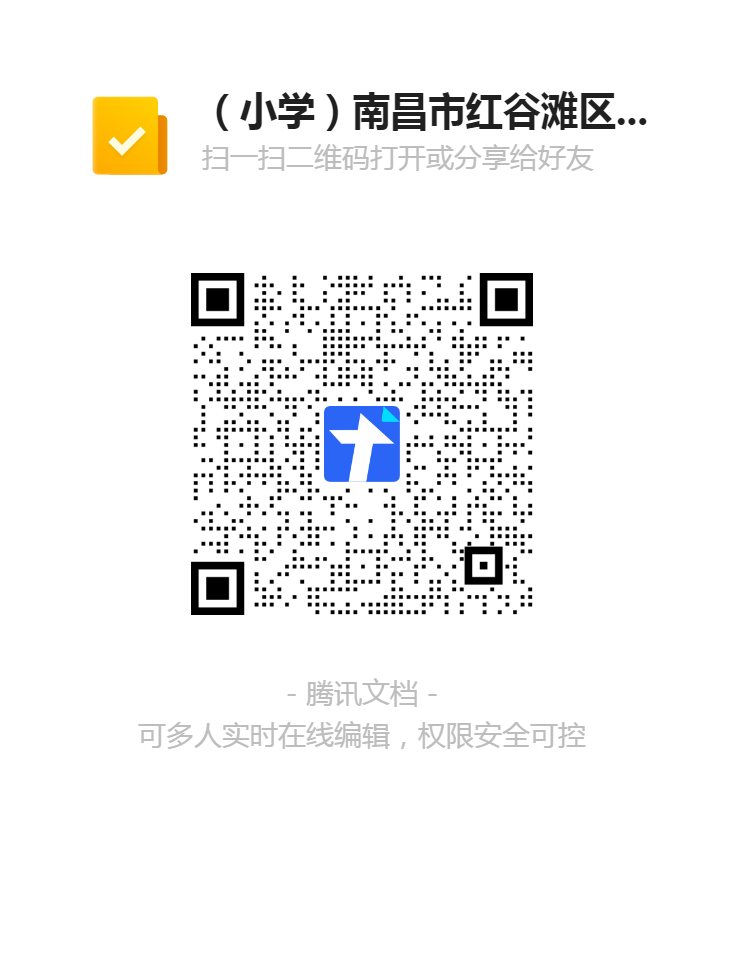 （小学）南昌市红谷滩区...
扫一扫二维码打开或分享给好友
- 腾讯文档 -
可多人实时在线编辑，权限安全可控